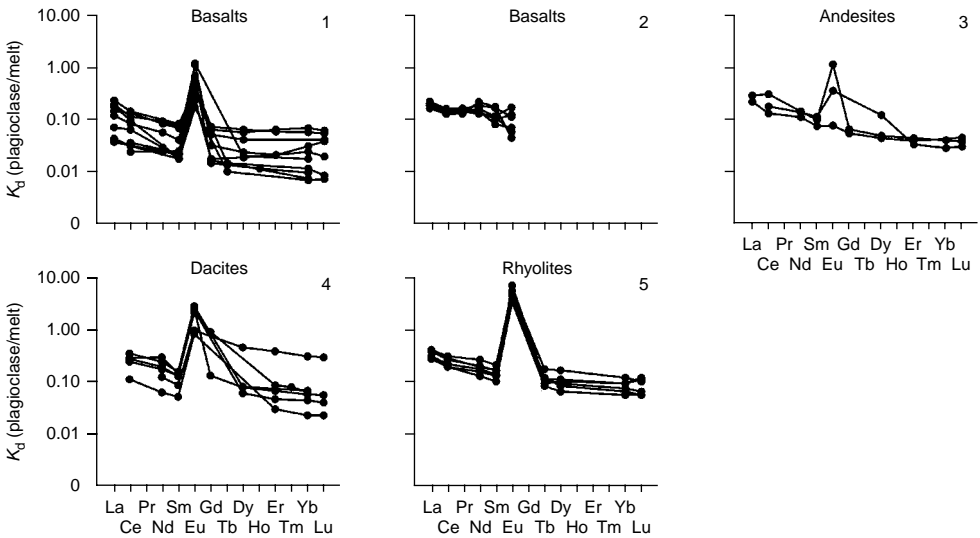 Basalts 1
Basalts 2
Andesites 3
10.00
1.00
0.10
0.01
0
Kd (plagioclase/melt)
La Pr Sm Gd Dy Er Yb
Ce Nd Eu Tb Ho Tm Lu
Dacites 4
Rhyolites 5
10.00
1.00
0.10
0.01
0
Kd (plagioclase/melt)
La Pr Sm Gd Dy Er Yb
Ce Nd Eu Tb Ho Tm Lu
La Pr Sm Gd Dy Er Yb
Ce Nd Eu Tb Ho Tm Lu